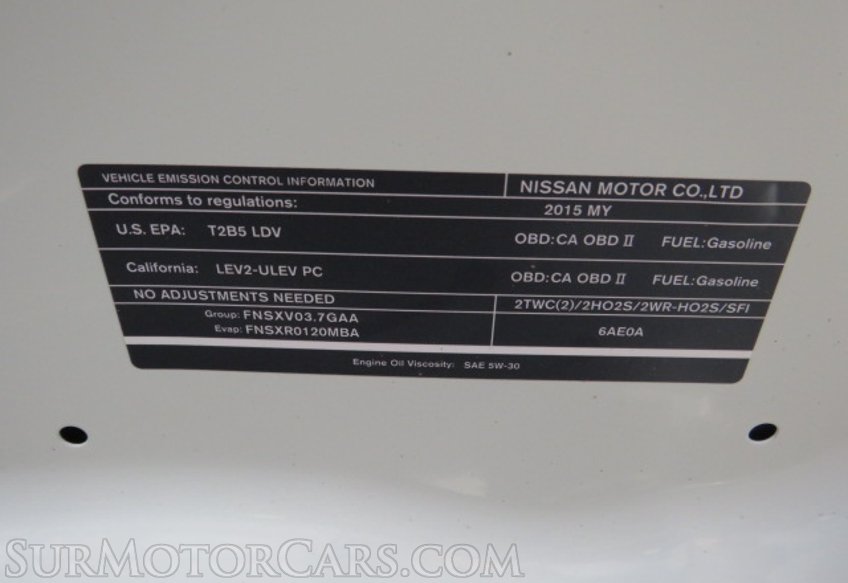 VEHICLE EMISSION CONTROL INFORMATION
NISSAN MOTOR CO.,LTD
Conforms to regulations:
2015 MY
U.S. EPA: T2B5 LDV OBD:CA OBD II FUEL:Gasoline
California: LEV2-ULEV PC OBD:CA OBD II FUEL:Gasoline
NO ADJUSTMENTS NEEDED
2TWC(2)/2HO2S/2WR-HO2S/SFI
Group: FNSXV03.7GAA
Evap: FNSXR0120MBA
6AE0A
Engine Oil Viscosity: SAE 5W-30
SURMOTORCARS.COM